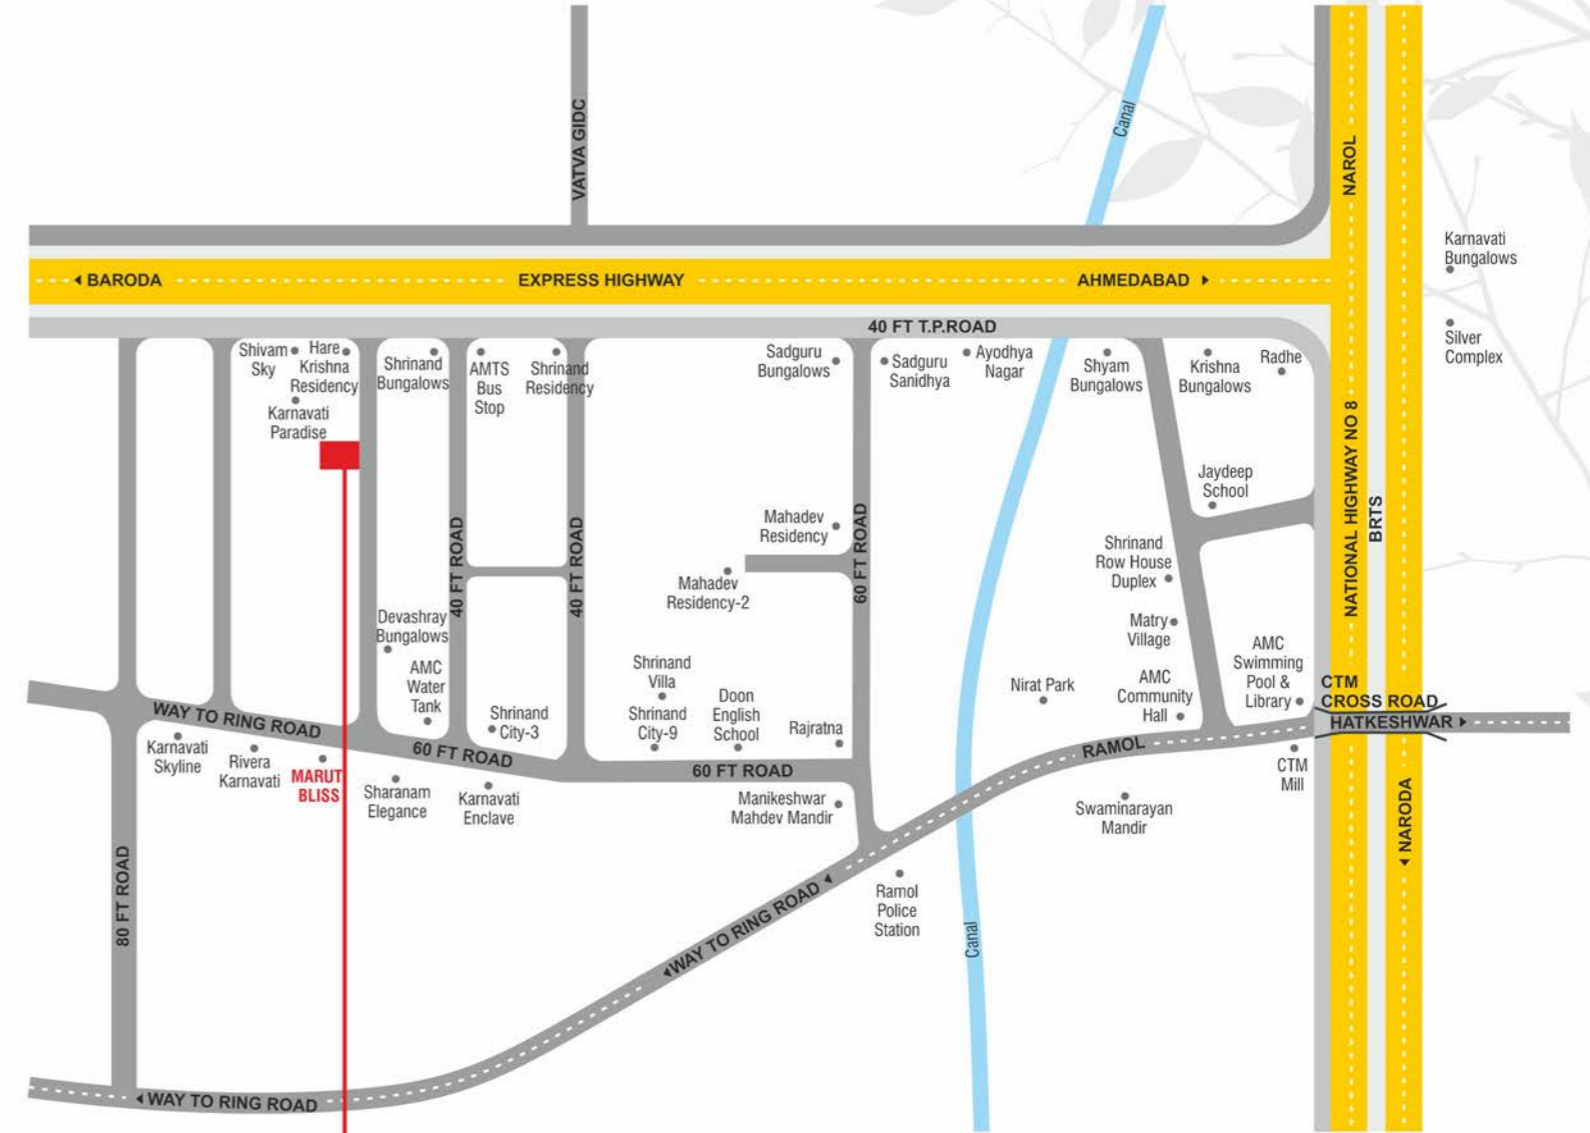 VATVA GIDC
Canal
NAROL
Karnavati
Bungalows
BARODA
EXPRESS HIGHWAY
AHMEDABAD
40 FT T.P.ROAD
Silver
Complex
Shivam
Sky
Hare
Krishna
Residency
Karnavati
Paradise
Shrinand
Bungalows
AMTS
Bus
Stop
Shrinand
Residency
Sadguru
Bungalows
Sadguru
Sanidhya
Ayodhya
Nagar
Shyam
Bungalows
Krishna
Bungalows
Radhe
NATIONAL HIGHWAY NO 8
BRTS
Jaydeep
School
40 FT ROAD
40 FT ROAD
60 FT ROAD
Mahadev
Residency
Mahadev
Residency-2
Shrinand
Row House
Duplex
Matry
Village
AMC
Community
Hall
AMC
Swimming
Pool &
Library
CTM
CROSS ROAD
HATKESHWAR
Devashray
Bungalows
AMC
Water
Tank
Shrinand
City-3
Shrinand
Villa
Shrinand
City-9
Doon
English
School
Rajratna
Nirat Park
WAY TO RING ROAD
60 FT ROAD
60 FT ROAD
RAMOL
Karnavati
Skyline
Rivera
Karnavati
MARUT
BLISS
Sharanam
Elegance
Karnavati
Enclave
Manikeshwar
Mahdev Mandir
Swaminarayan
Mandir
CTM
Mill
NARODA
80 FT ROAD
Ramol
Police
Station
WAY TO RING ROAD
Canal
WAY TO RING ROAD